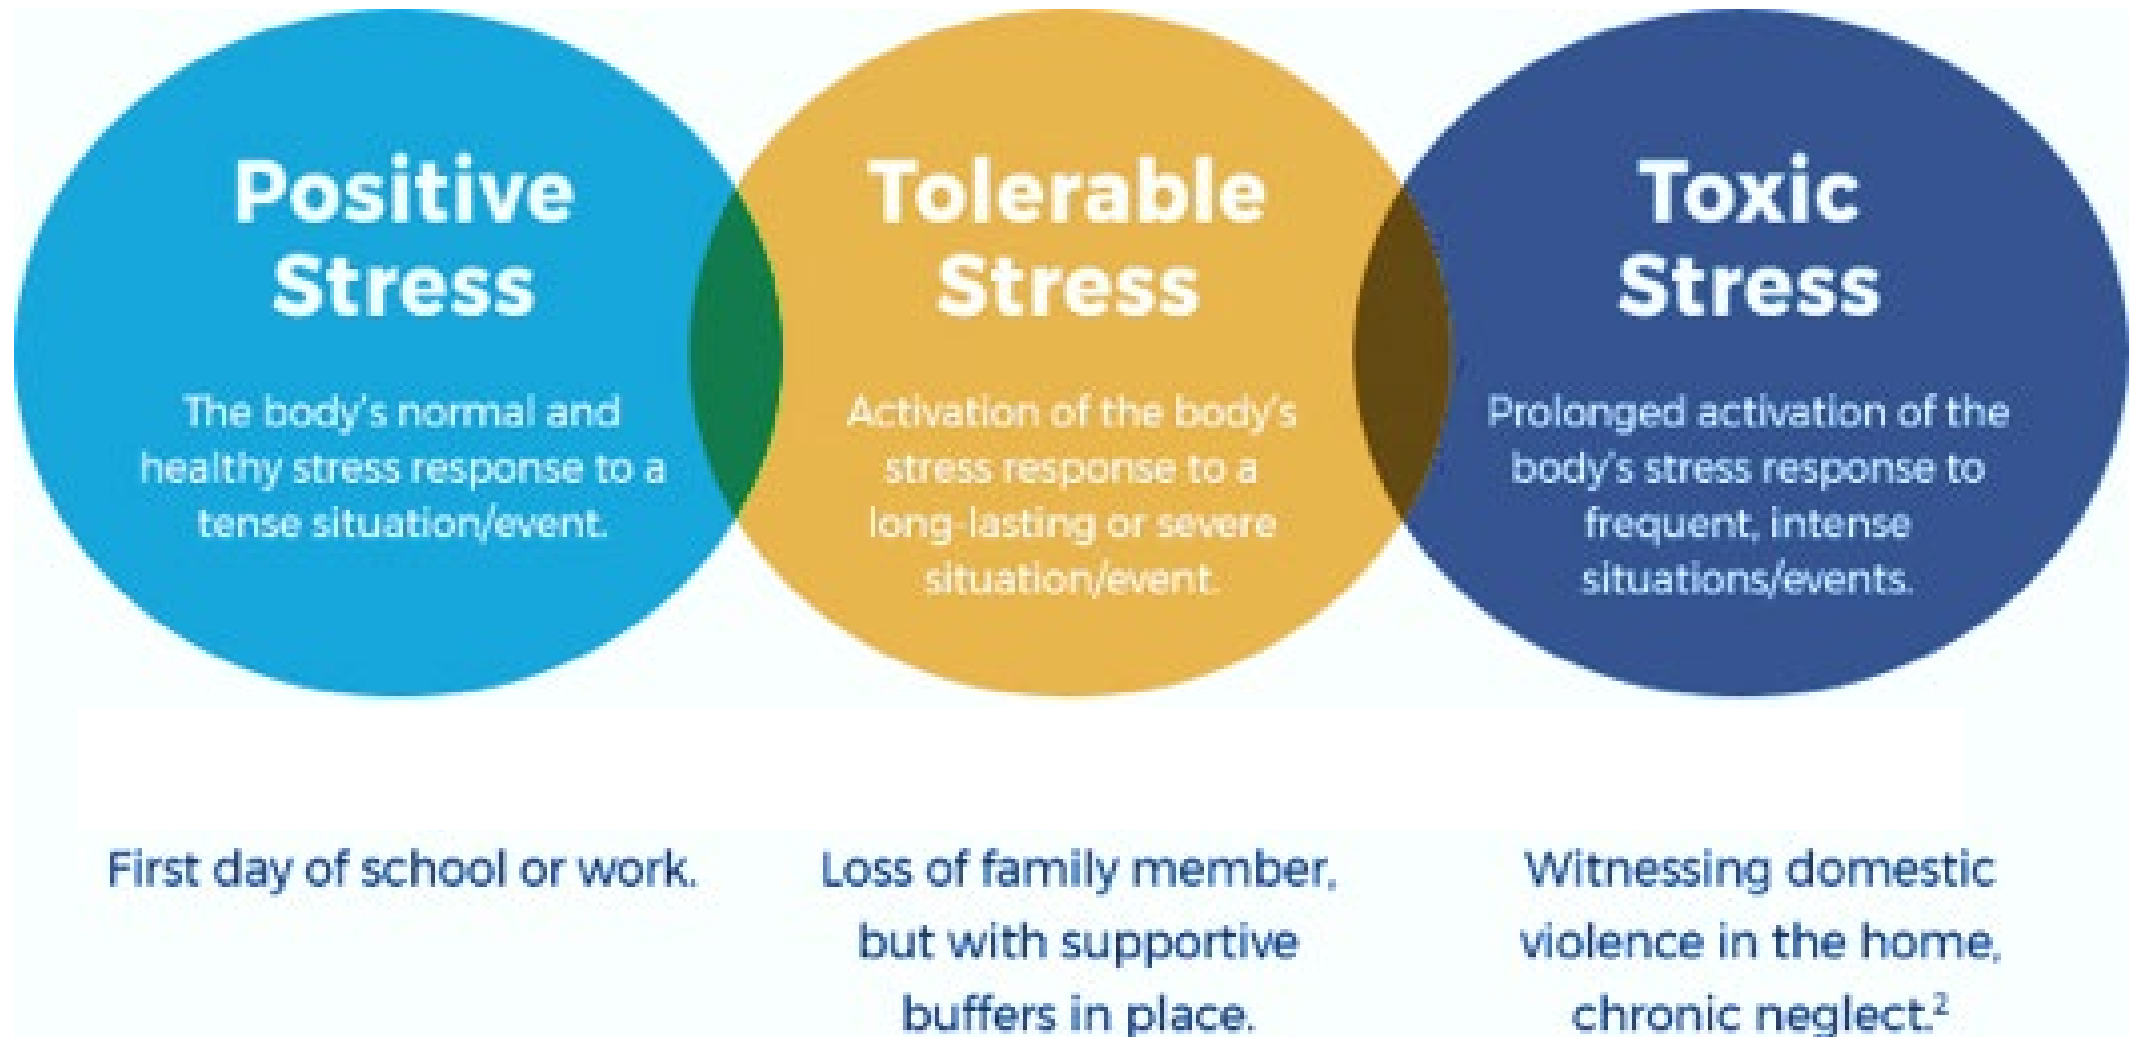 Positive
Stress
The body's normal and
healthy stress response to a
tense situation/event.
Tolerable
Stress
Activation of the body's
stress response to a
long-lasting or severe
situation/event.
Toxic
Stress
Prolonged activation of the
body's stress response to
frequent, intense
situations/events.
First day of school or work.
Loss of family member,
but with supportive
buffers in place.
Witnessing domestic
violence in the home,
chronic neglect.²